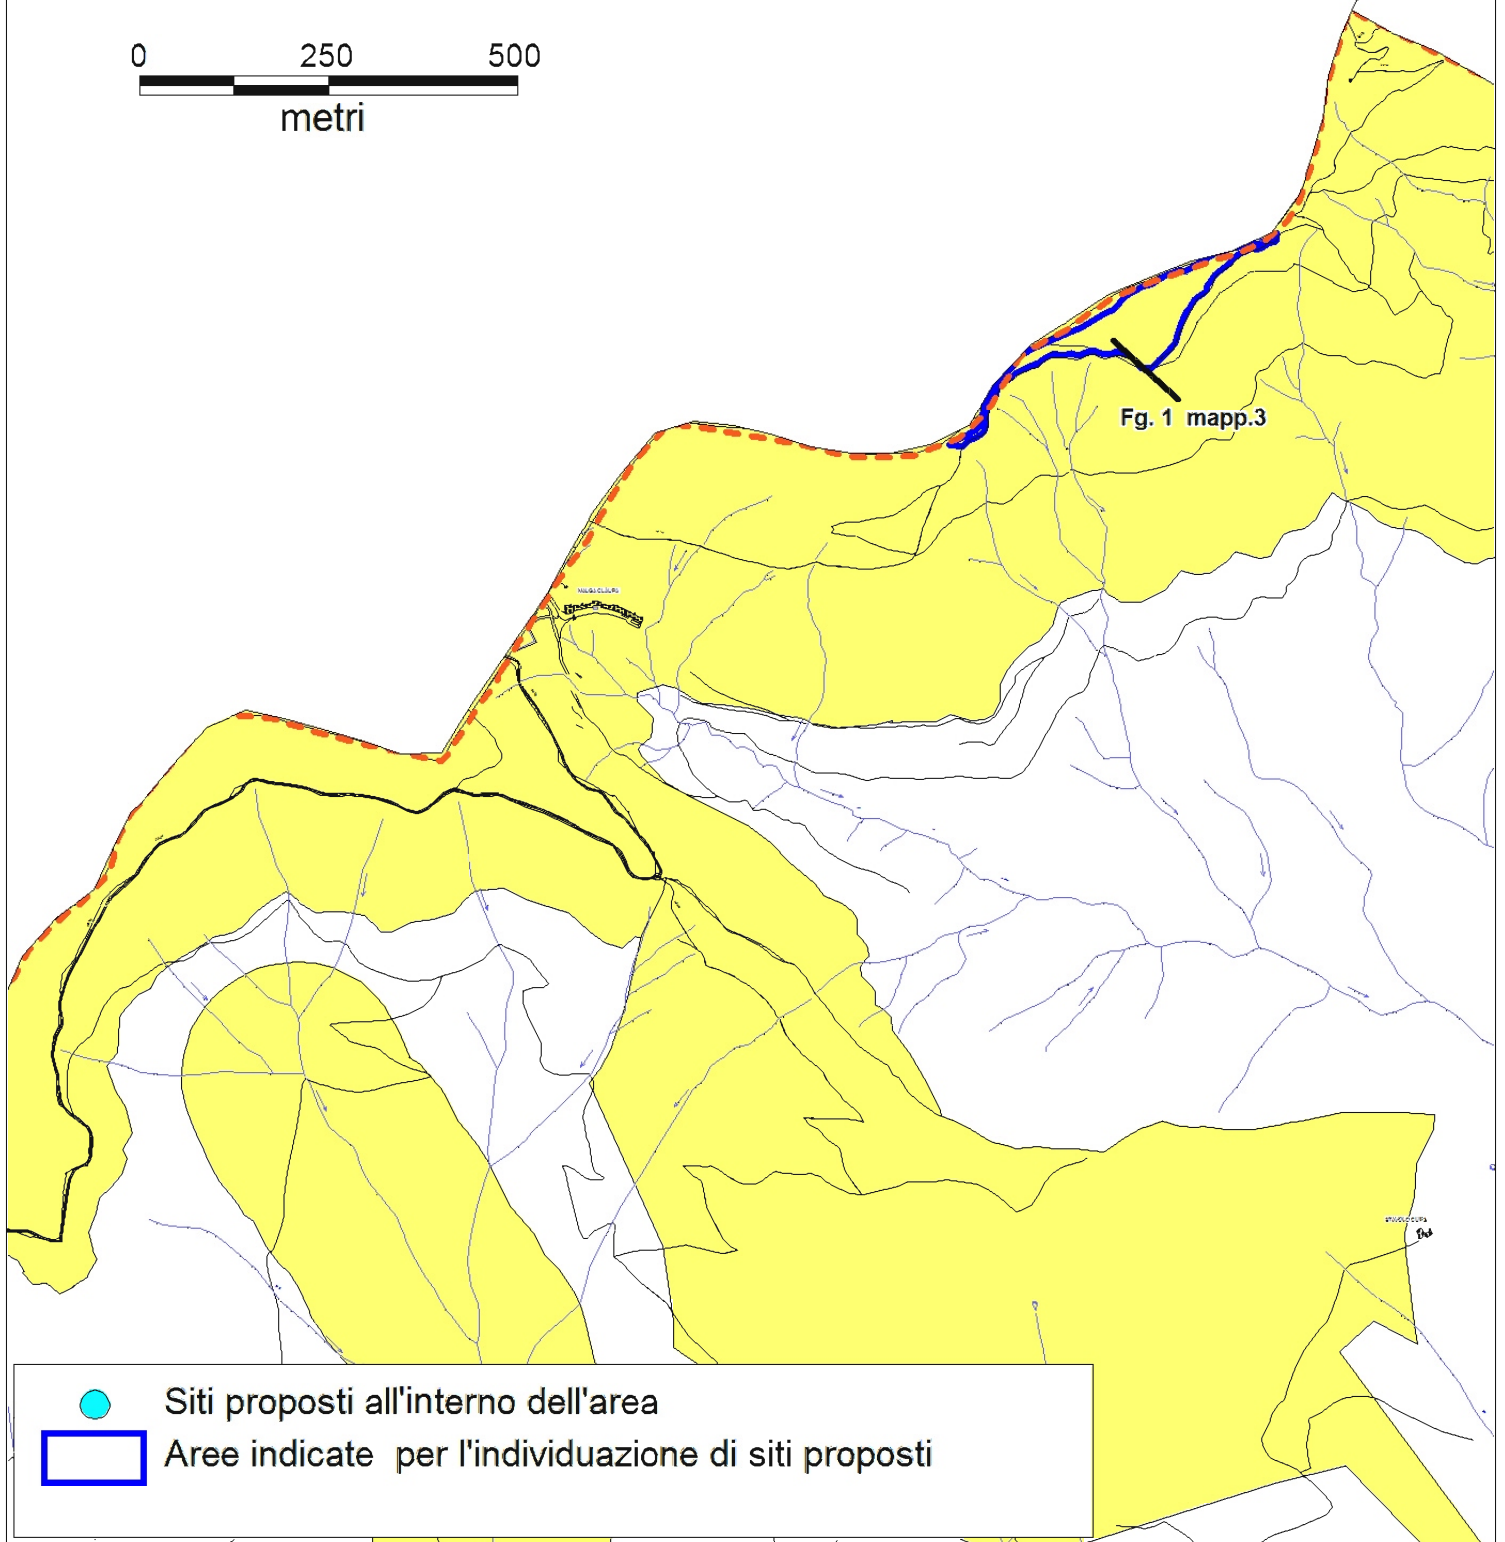 0 250 500
metri
Fg. 1 mapp.3
Siti proposti all'interno dell'area
Aree indicate per l'individuazione di siti proposti